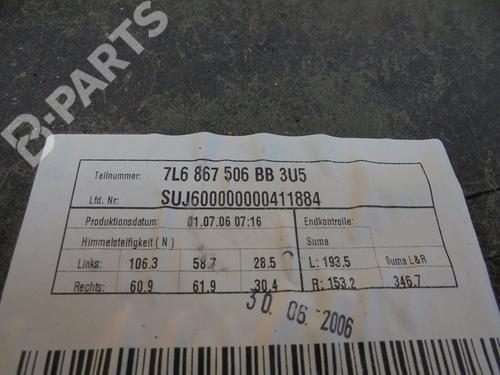 B-PARTS
Teilnummer: 7L6 867 506 BB 3U5
Lfd. Nr: SUJ600000000411884
Produktionsdatum: 01.07.06 07:16 Endkontrolle:
Himmelsteifigkeit ( N ) Suma
Links: 106.3 58.7 28.5 L: 193.5 Suma L&R
Rechts: 60.9 61.9 30.4 R: 153.2 346.7
30. 06. 2006